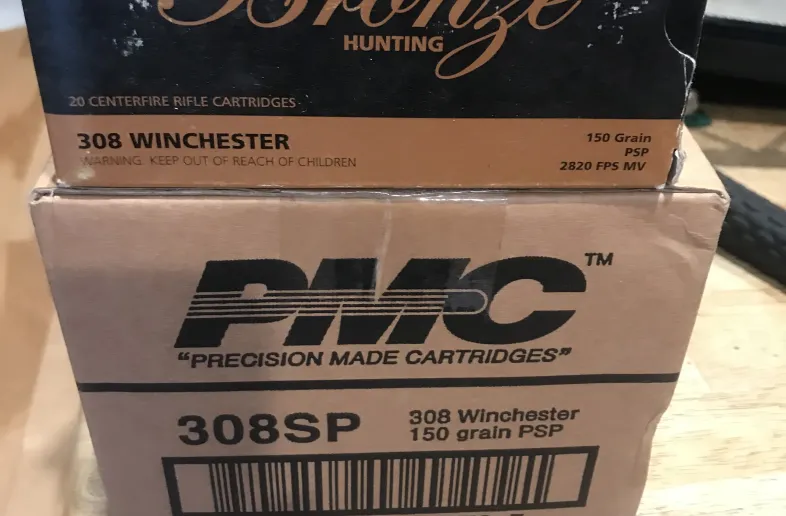 Bronze
HUNTING
20 CENTERFIRE RIFLE CARTRIDGES
308 WINCHESTER
WARNING: KEEP OUT OF REACH OF CHILDREN
150 Grain
PSP
2820 FPS MV
PMC™
"PRECISION MADE CARTRIDGES"
308SP
308 Winchester
150 grain PSP